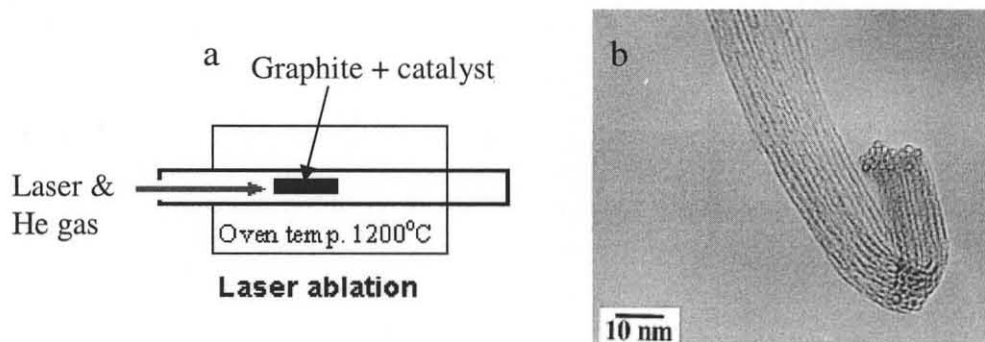 a
Graphite + catalyst
Laser &
He gas
Oven temp. 1200°C
Laser ablation
b
10 nm